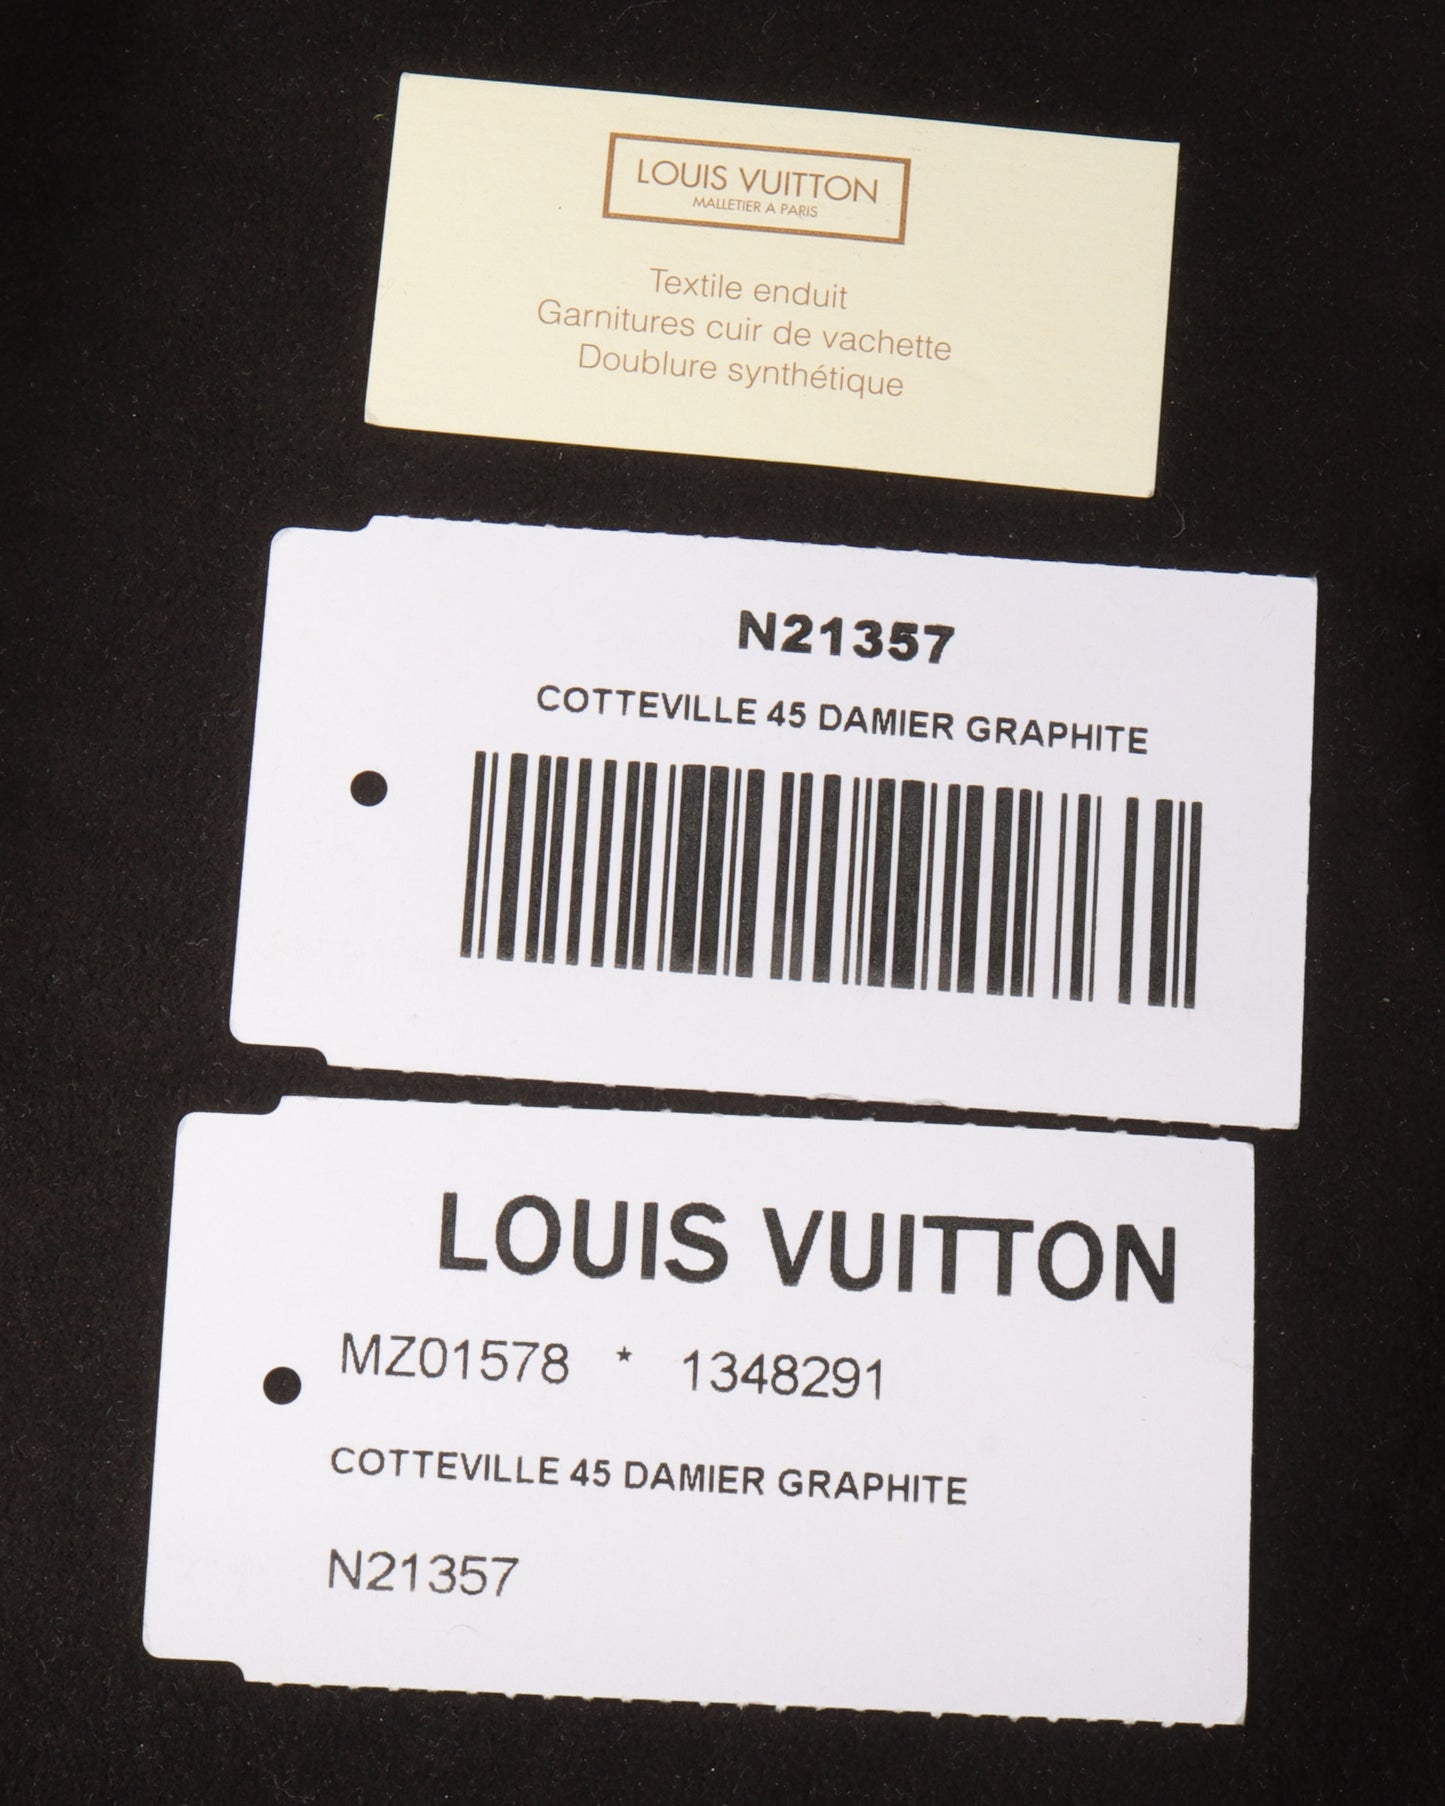 LOUIS VUITTON
MALLETIER A PARIS
Textile enduit
Garnitures cuir de vachette
Doublure synthétique
N21357
COTTEVILLE 45 DAMIER GRAPHITE
LOUIS VUITTON
MZ01578 * 1348291
COTTEVILLE 45 DAMIER GRAPHITE
N21357